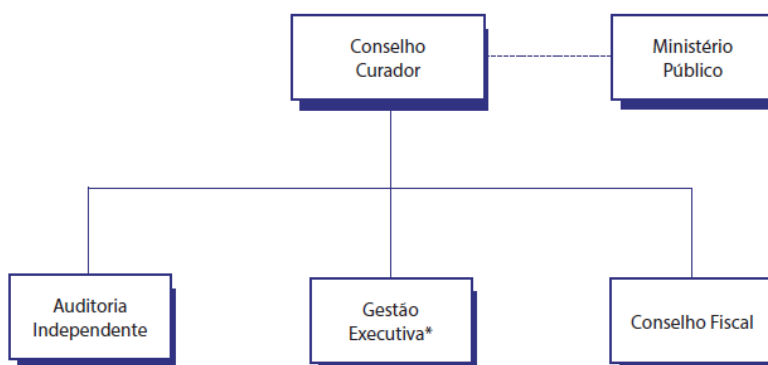 Conselho
Curador
Ministério
Público
Auditoria
Independente
Gestão
Executiva*
Conselho Fiscal